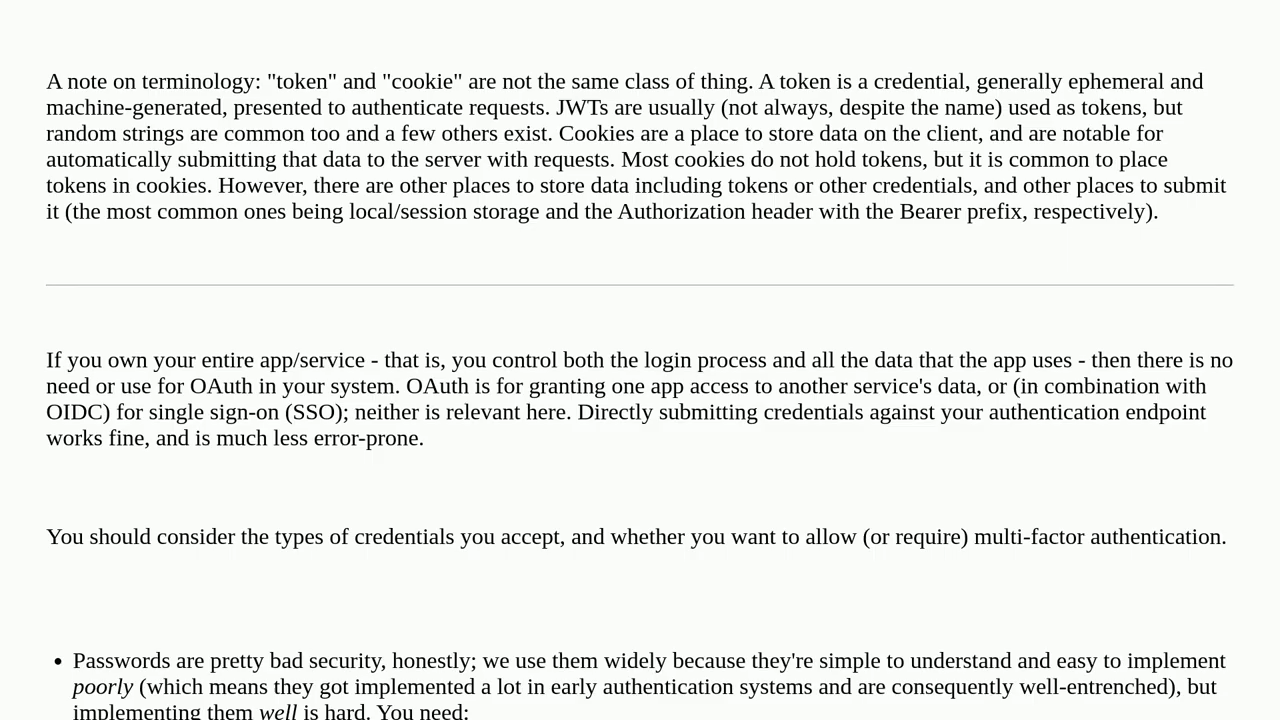 A note on terminology: "token" and "cookie" are not the same class of thing. A token is a credential, generally ephemeral and
machine-generated, presented to authenticate requests. JWTs are usually (not always, despite the name) used as tokens, but
random strings are common too and a few others exist. Cookies are a place to store data on the client, and are notable for
automatically submitting that data to the server with requests. Most cookies do not hold tokens, but it is common to place
tokens in cookies. However, there are other places to store data including tokens or other credentials, and other places to submit
it (the most common ones being local/session storage and the Authorization header with the Bearer prefix, respectively).
If you own your entire app/service - that is, you control both the login process and all the data that the app uses - then there is no
need or use for OAuth in your system. OAuth is for granting one app access to another service's data, or (in combination with
OIDC) for single sign-on (SSO); neither is relevant here. Directly submitting credentials against your authentication endpoint
works fine, and is much less error-prone.
You should consider the types of credentials you accept, and whether you want to allow (or require) multi-factor authentication.
• Passwords are pretty bad security, honestly; we use them widely because they're simple to understand and easy to implement
poorly (which means they got implemented a lot in early authentication systems and are consequently well-entrenched), but
implementing them well is hard. You need: